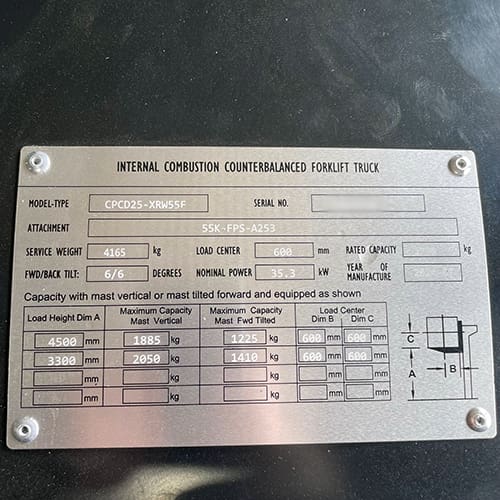 INTERNAL COMBUSTION COUNTERBALANCED FORKLIFT TRUCK
MODEL-TYPE CPCD25-XRW55F SERIAL NO.
ATTACHMENT 55K-FPS-A253
SERVICE WEIGHT 4165 kg LOAD CENTER 600 mm RATED CAPACITY kg
FWD/BACK TILT: 6/6 DEGREES NOMINAL POWER 35.3 kW YEAR OF MANUFACTURE
Capacity with mast vertical or mast tilted forward and equipped as shown
Load Height Dim A Maximum Capacity Mast Vertical Maximum Capacity Mast Fwd Tilted Load Center Dim B Dim C
4500 mm 1885 kg 1225 kg 600 mm 600 mm
3300 mm 2050 kg 1410 kg 600 mm 600 mm
mm kg kg mm mm
mm kg kg mm mm
C
A
B